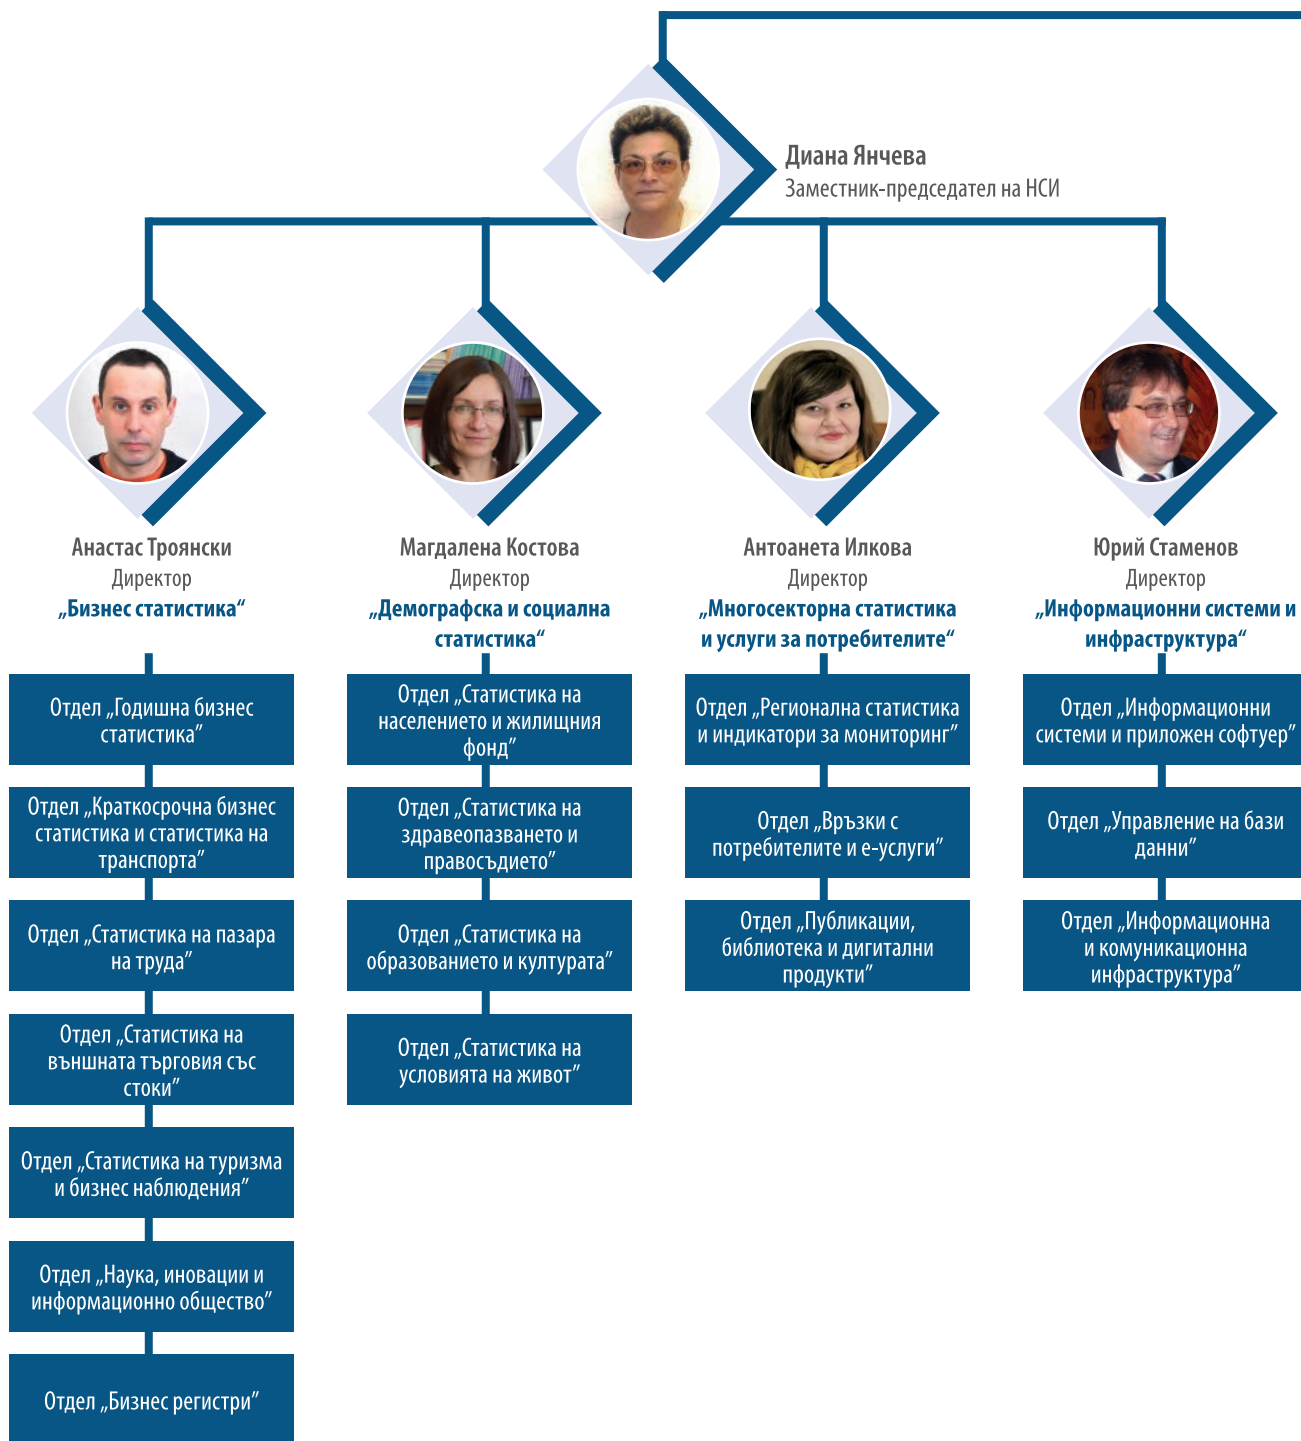 Диана Янчева
Заместник-председател на НСИ
Анастас Троянски
Директор
„Бизнес статистика“
Отдел „Годишна бизнес
статистика”
Отдел „Краткосрочна бизнес
статистика и статистика на
транспорта”
Отдел „Статистика на пазара
на труда”
Отдел „Статистика на
външната търговия със
стоки”
Отдел „Статистика на туризма
и бизнес наблюдения”
Отдел „Наука, иновации и
информационно общество”
Отдел „Бизнес регистри”
Магдалена Костова
Директор
„Демографска и социална
статистика“
Отдел „Статистика на
населението и жилищния
фонд”
Отдел „Статистика на
здравеопазването и
правосъдието”
Отдел „Статистика на
образованието и културата”
Отдел „Статистика на
условията на живот”
Антоанета Илкова
Директор
„Многосекторна статистика
и услуги за потребителите“
Отдел „Регионална статистика
и индикатори за мониторинг”
Отдел „Връзки с
потребителите и е-услуги”
Отдел „Публикации,
библиотека и дигитални
продукти”
Юрий Стаменов
Директор
„Информационни системи и
инфраструктура“
Отдел „Информационни
системи и приложен софтуер”
Отдел „Управление на бази
данни”
Отдел „Информационна
и комуникационна
инфраструктура”